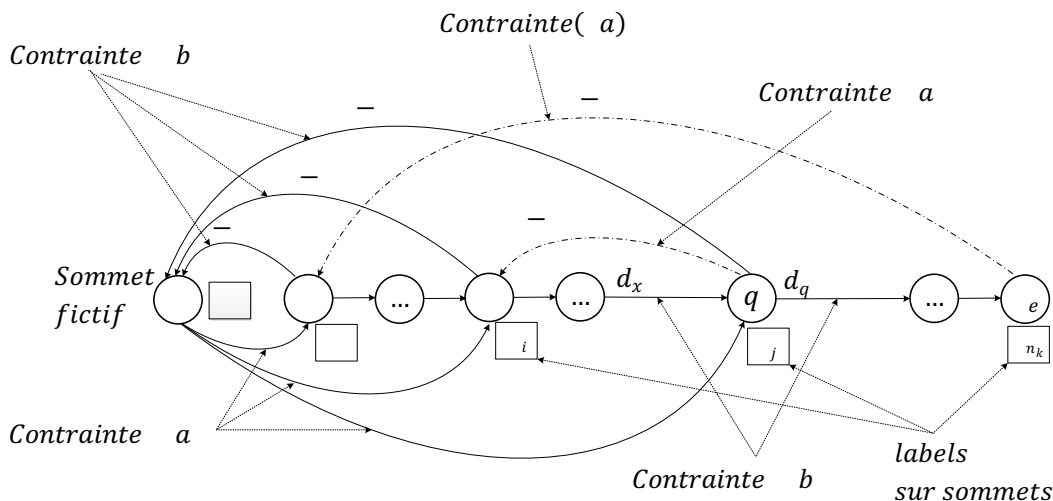 Contrainte( a)
Contrainte b
Contrainte a
−
−
−
−
−
Sommet
fictif
...
...
d_x
q
d_q
...
e
i
j
n_k
Contrainte a
Contrainte b
labels
sur sommets